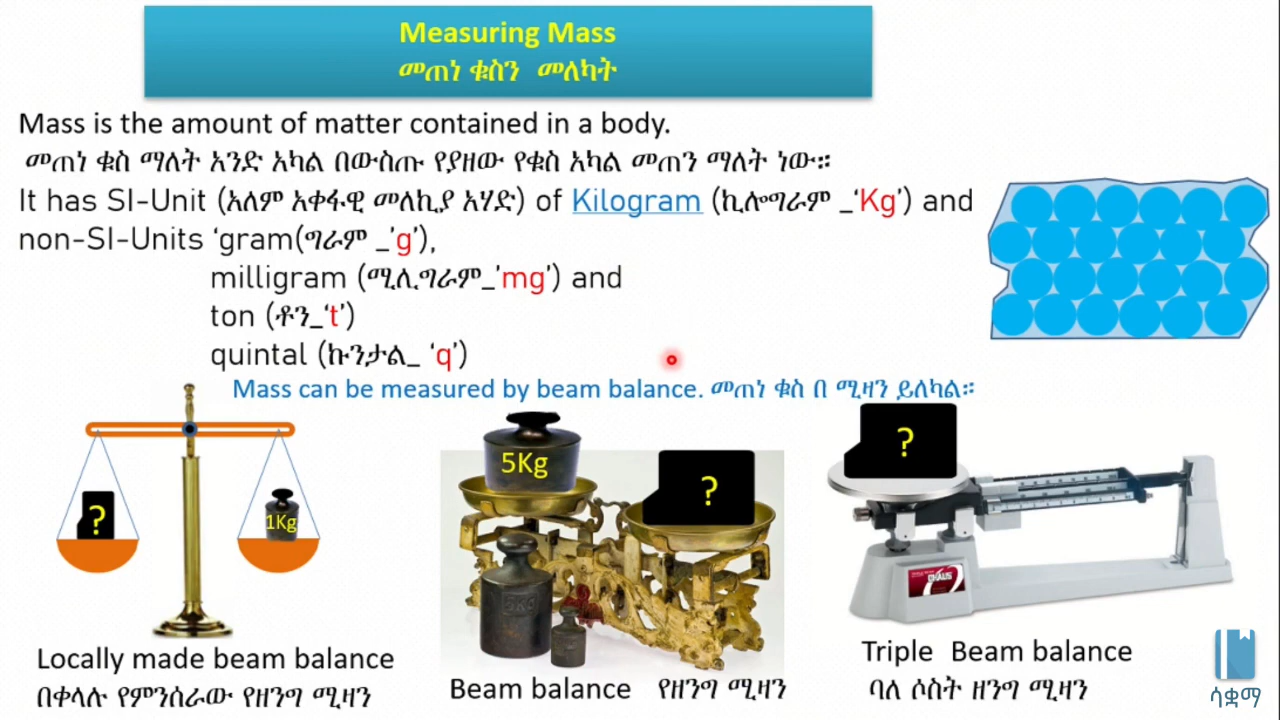 Measuring Mass
መጠነ ቁስን መለካት
Mass is the amount of matter contained in a body.
መጠነ ቁስ ማለት አንድ አካል በውስጡ የያዘው የቁስ አካል መጠን ማለት ነው።
It has SI-Unit (አለም አቀፋዊ መለኪያ አሃድ) of Kilogram (ኪሎግራም _‘Kg’) and
non-SI-Units ‘gram(ግራም _’g’),
milligram (ሚሊግራም_’mg’) and
ton (ቶን_‘t’)
quintal (ኩንታል_ ‘q’)
Mass can be measured by beam balance. መጠነ ቁስ በ ሚዛን ይለካል።
?
1Kg
5Kg
?
5KG
?
OHAUS
Locally made beam balance
በቀላሉ የምንሰራው የዘንግ ሚዛን
Beam balance የዘንግ ሚዛን
Triple Beam balance
ባለ ሶስት ዘንግ ሚዛን
ሳቋማ